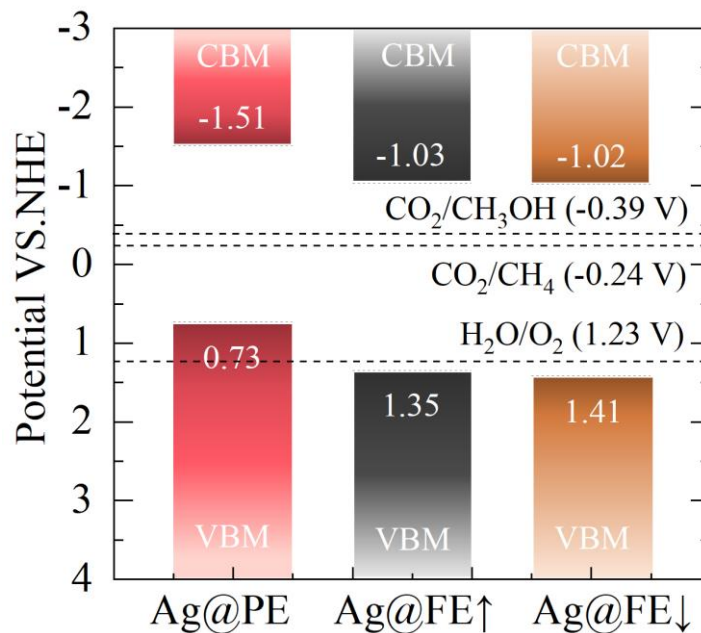 Potential VS.NHE
-3
-2
-1
0
1
2
3
4
CBM CBM CBM
-1.51 -1.03 -1.02
CO₂/CH₃OH (-0.39 V)
CO₂/CH₄ (-0.24 V)
H₂O/O₂ (1.23 V)
0.73 1.35 1.41
VBM VBM VBM
Ag@PE Ag@FE↑ Ag@FE↓